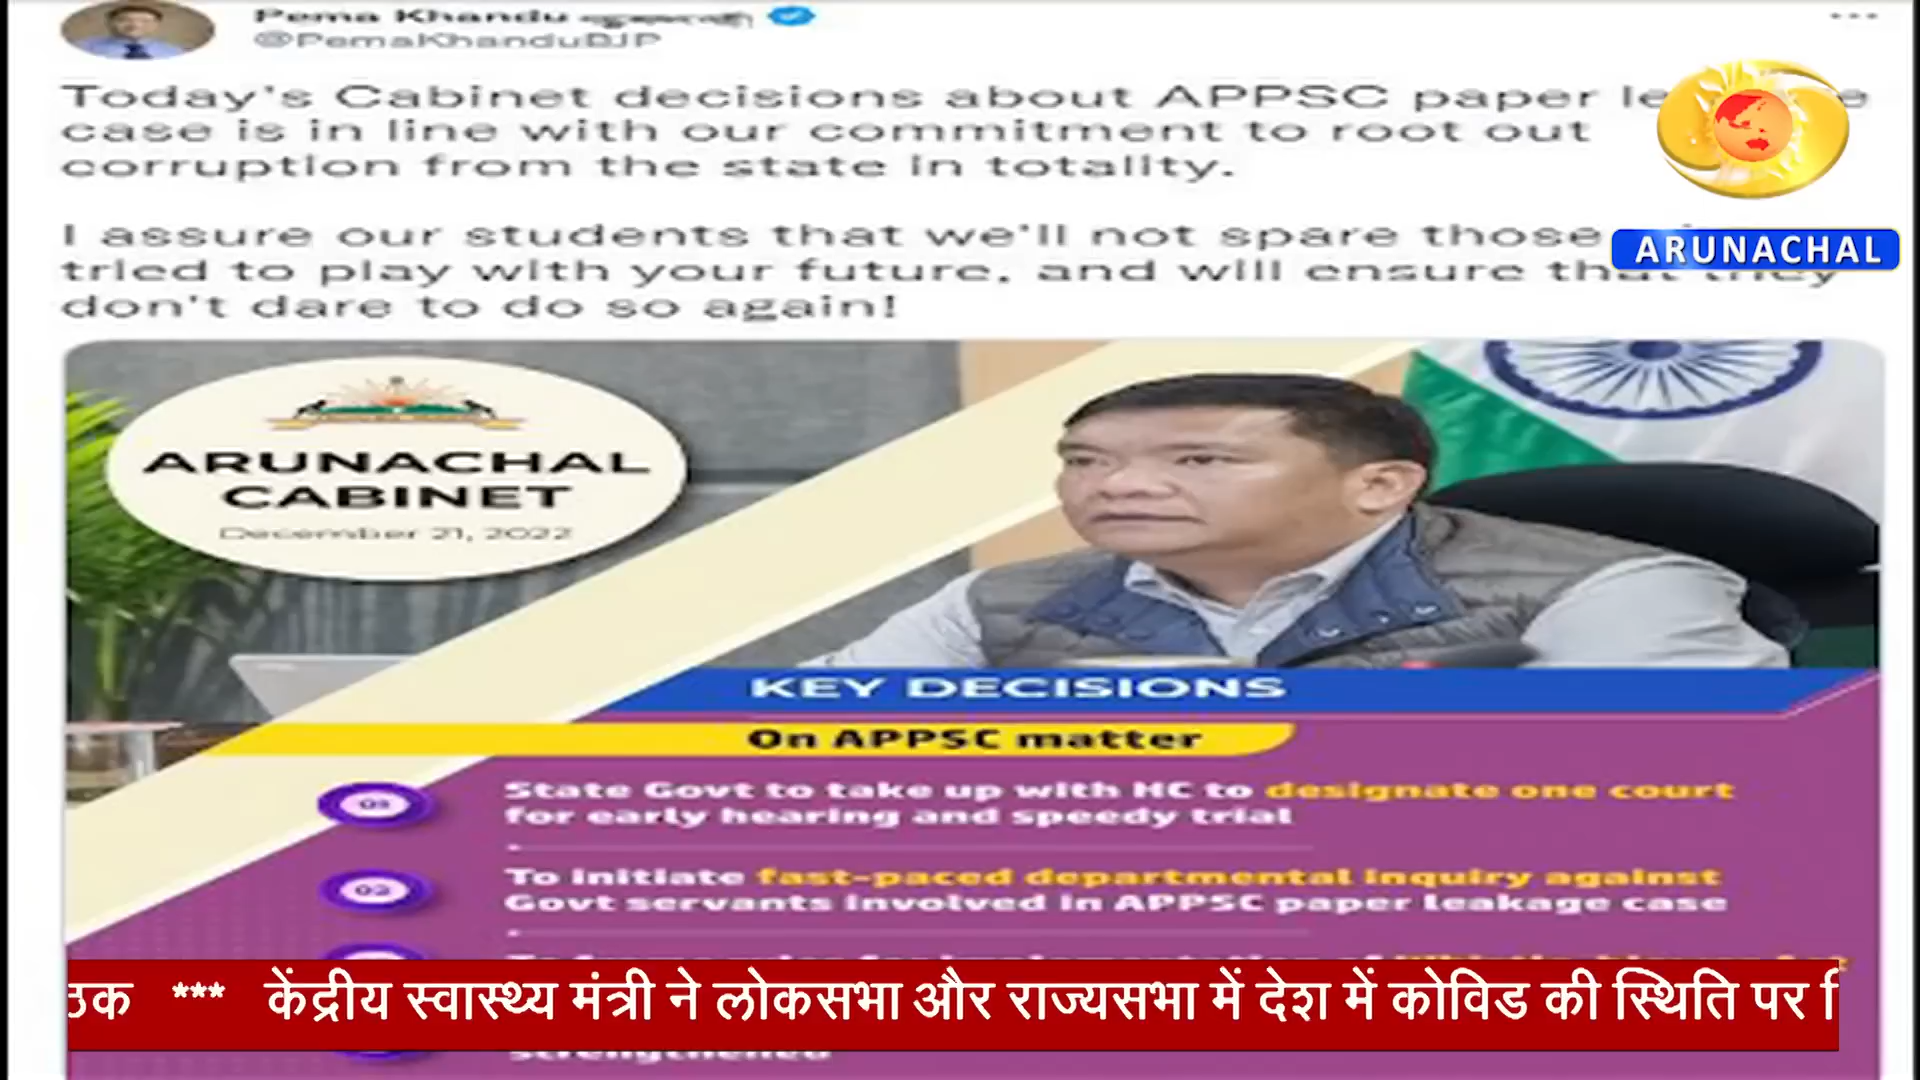 Pema Khandu
@PemaKhanduBJP
Today's Cabinet decisions about APPSC paper
case is in line with our commitment to root out
corruption from the state in totality.
I assure our students that we'll not spare those
tried to play with your future, and will ensure that they
don't dare to do so again!
ARUNACHAL
ARUNACHAL
CABINET
December 21, 2022
KEY DECISIONS
On APPSC matter
01
State Govt to take up with HC to designate one court
for early hearing and speedy trial
02
To initiate fast-paced departmental inquiry against
Govt servants involved in APPSC paper leakage case
*** केंद्रीय स्वास्थ्य मंत्री ने लोकसभा और राज्यसभा में देश में कोविड की स्थिति पर
strengthened